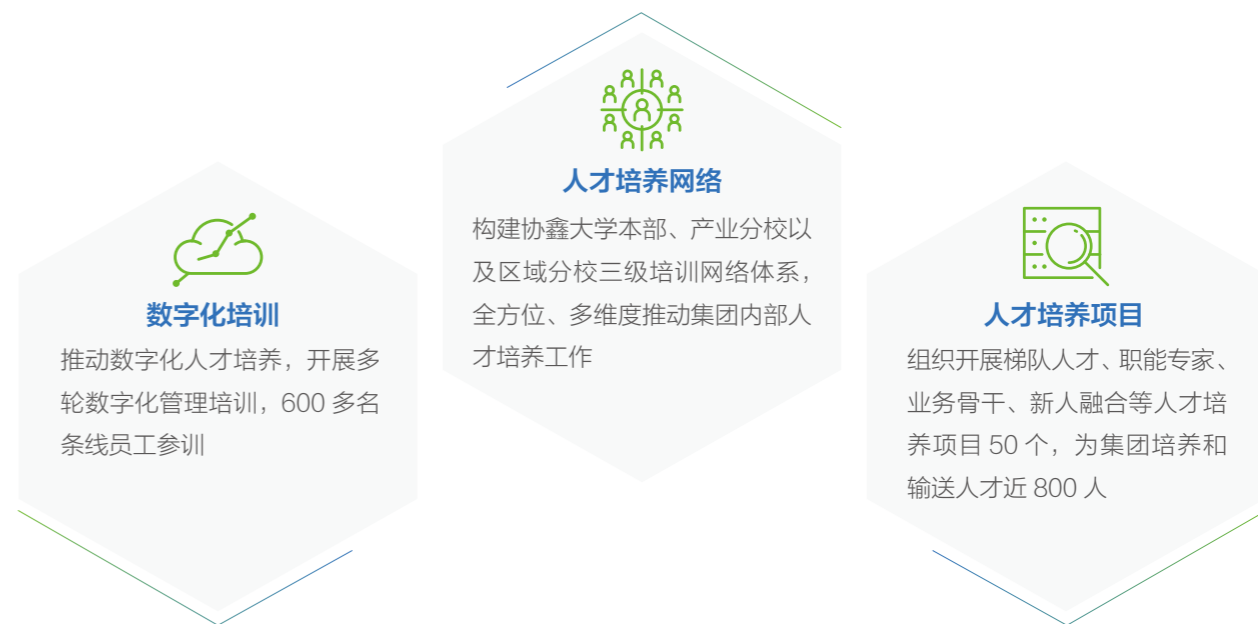 数字化培训
推动数字化人才培养，开展多
轮数字化管理培训，600 多名
条线员工参训
人才培养网络
构建协鑫大学本部、产业分校以
及区域分校三级培训网络体系，
全方位、多维度推动集团内部人
才培养工作
人才培养项目
组织开展梯队人才、职能专家、
业务骨干、新人融合等人才培
养项目 50 个，为集团培养和
输送人才近 800 人